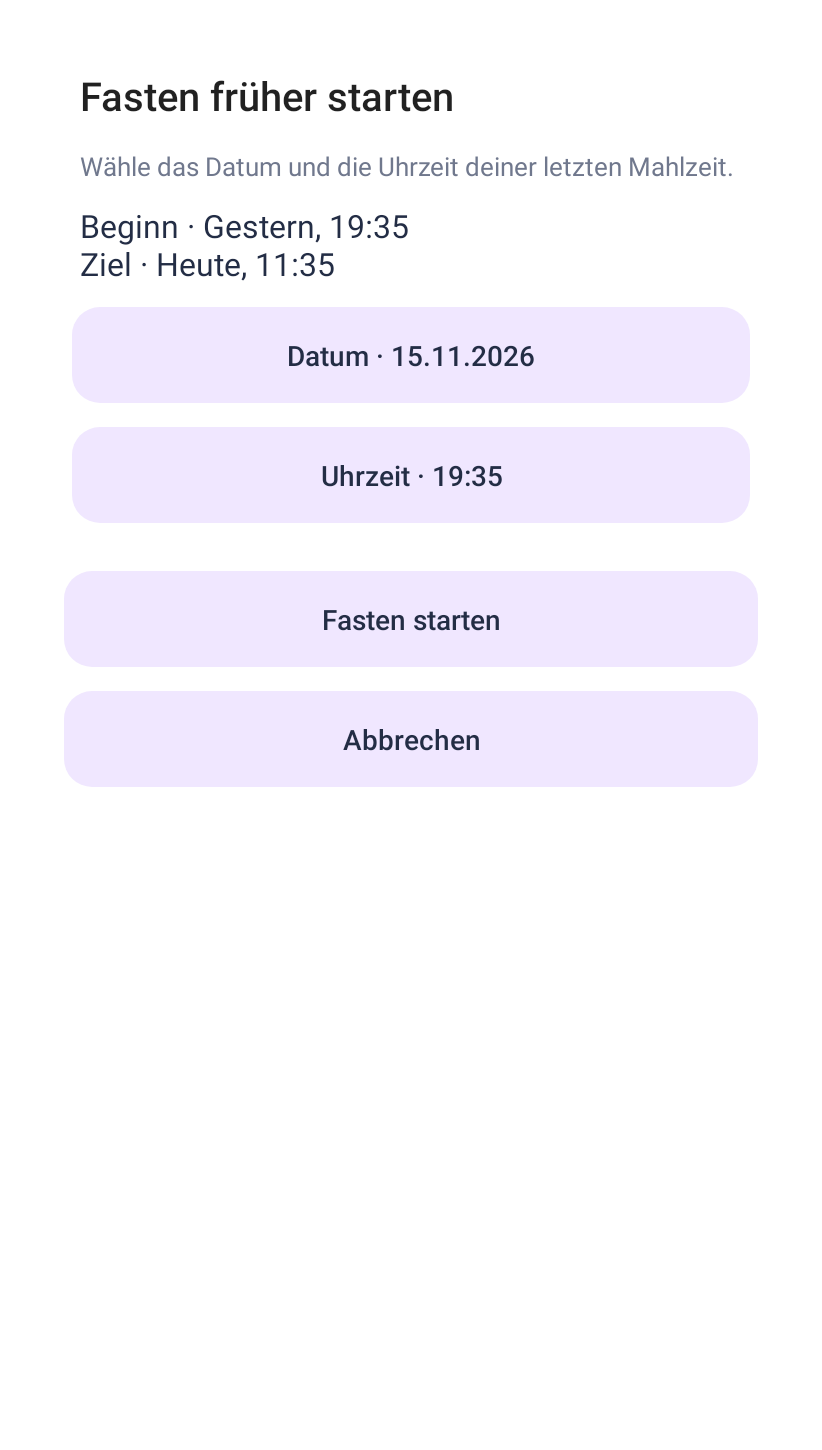 Fasten früher starten
Wähle das Datum und die Uhrzeit deiner letzten Mahlzeit.
Beginn · Gestern, 19:35
Ziel · Heute, 11:35
Datum · 15.11.2026
Uhrzeit · 19:35
Fasten starten
Abbrechen